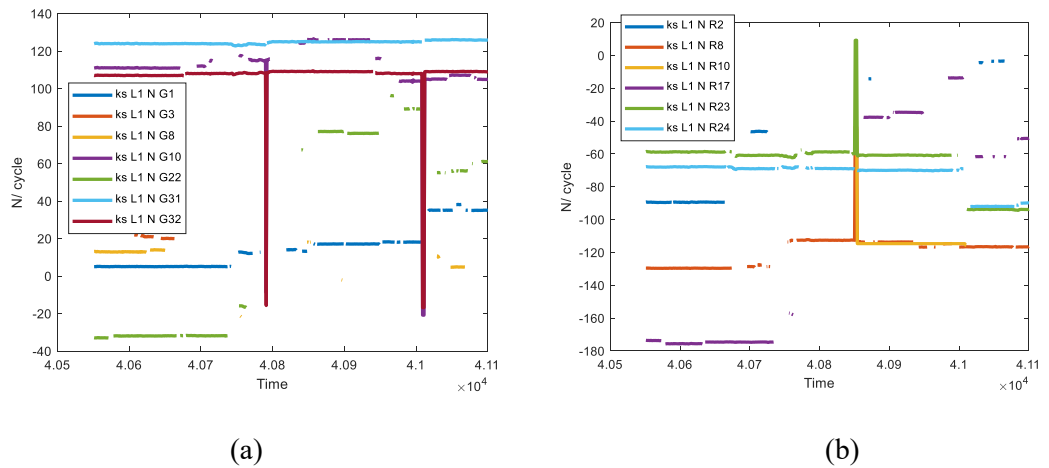 140
120
100
80
60
40
20
0
-20
-40
N/ cycle
ks L1 N G1
ks L1 N G3
ks L1 N G8
ks L1 N G10
ks L1 N G22
ks L1 N G31
ks L1 N G32
4.05 4.06 4.07 4.08 4.09 4.1 4.11
Time
×10⁴
(a)
20
0
-20
-40
-60
-80
-100
-120
-140
-160
-180
N/ cycle
ks L1 N R2
ks L1 N R8
ks L1 N R10
ks L1 N R17
ks L1 N R23
ks L1 N R24
4.05 4.06 4.07 4.08 4.09 4.1 4.11
Time
×10⁴
(b)